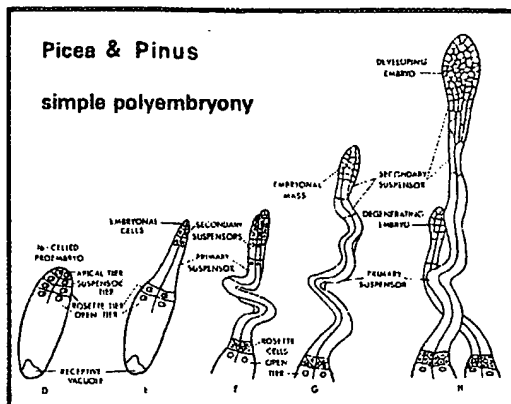 Picea & Pinus
simple polyembryony
DEVELOPING
EMBRYO
SECONDARY
SUSPENSOR
EMBRYONAL
MASS
DEGENERATING
EMBRYO
EMBRYONAL
CELLS
SECONDARY
SUSPENSORS
PRIMARY
SUSPENSOR
PRIMARY
SUSPENSOR
16-CELLED
PROEMBRYO
APICAL TIER
SUSPENSOR
TIER
ROSETTE TIER
OPEN TIER
ROSETTE
CELLS
OPEN
TIER
RECEPTIVE
VACUOLE
D
E
F
G
H